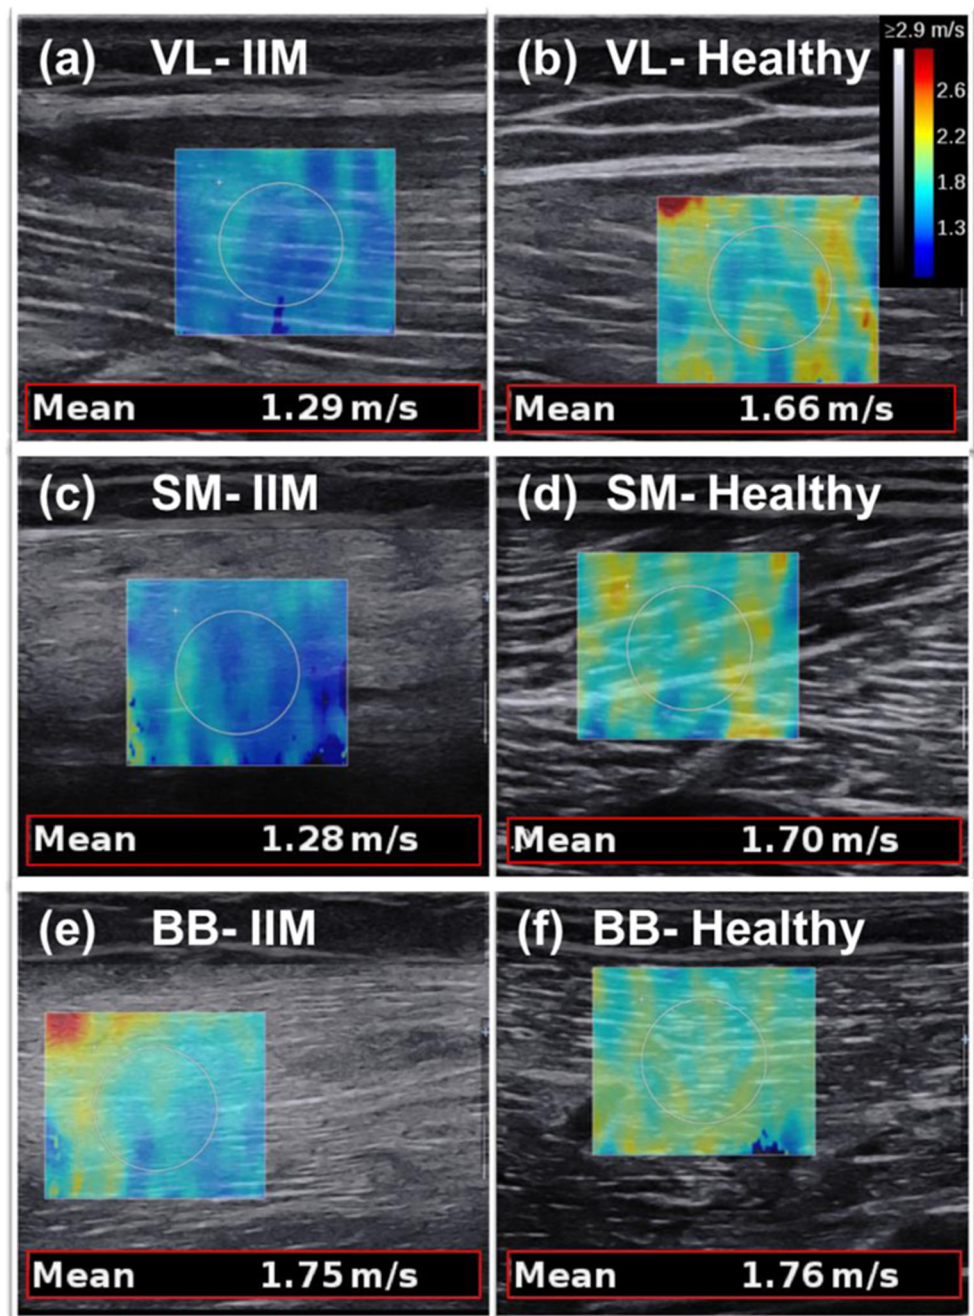 (a) VL- IIM
(b) VL- Healthy
≥2.9 m/s
2.6
2.2
1.8
1.3
Mean 1.29 m/s
Mean 1.66 m/s
(c) SM- IIM
(d) SM- Healthy
Mean 1.28 m/s
Mean 1.70 m/s
(e) BB- IIM
(f) BB- Healthy
Mean 1.75 m/s
Mean 1.76 m/s